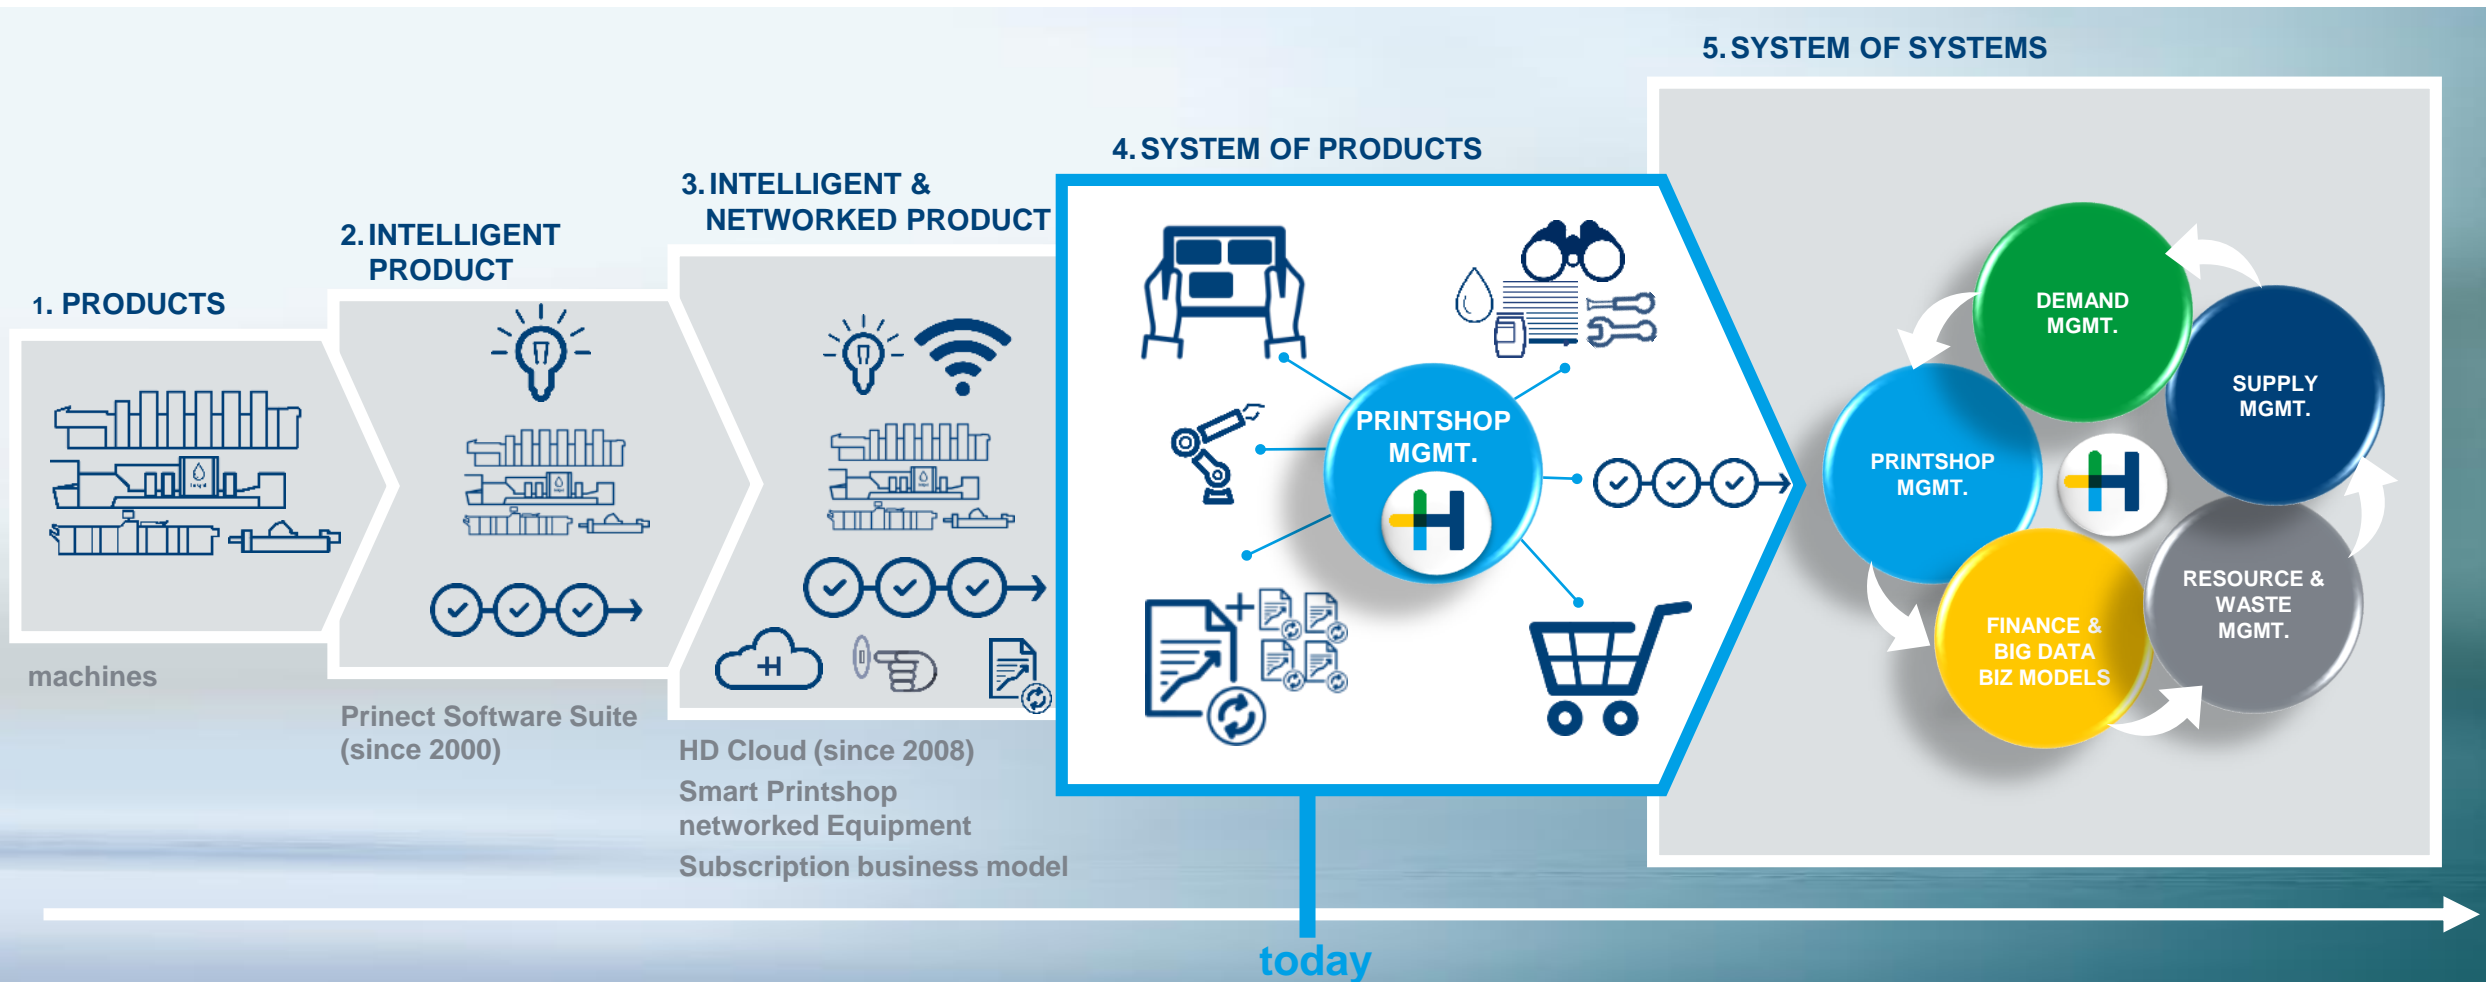 1. PRODUCTS
machines
2. INTELLIGENT
PRODUCT
Prinect Software Suite
(since 2000)
3. INTELLIGENT &
NETWORKED PRODUCT
H
HD Cloud (since 2008)
Smart Printshop
networked Equipment
Subscription business model
4. SYSTEM OF PRODUCTS
PRINTSHOP
MGMT.
H
today
5. SYSTEM OF SYSTEMS
DEMAND
MGMT.
SUPPLY
MGMT.
PRINTSHOP
MGMT.
H
RESOURCE &
WASTE
MGMT.
FINANCE &
BIG DATA
BIZ MODELS